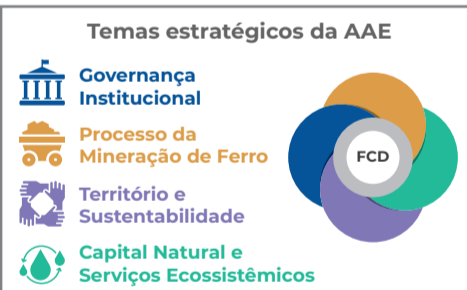 Temas estratégicos da AAE
Governança
Institucional
Processo da
Mineração de Ferro
Território e
Sustentabilidade
Capital Natural e
Serviços Ecossistêmicos
FCD